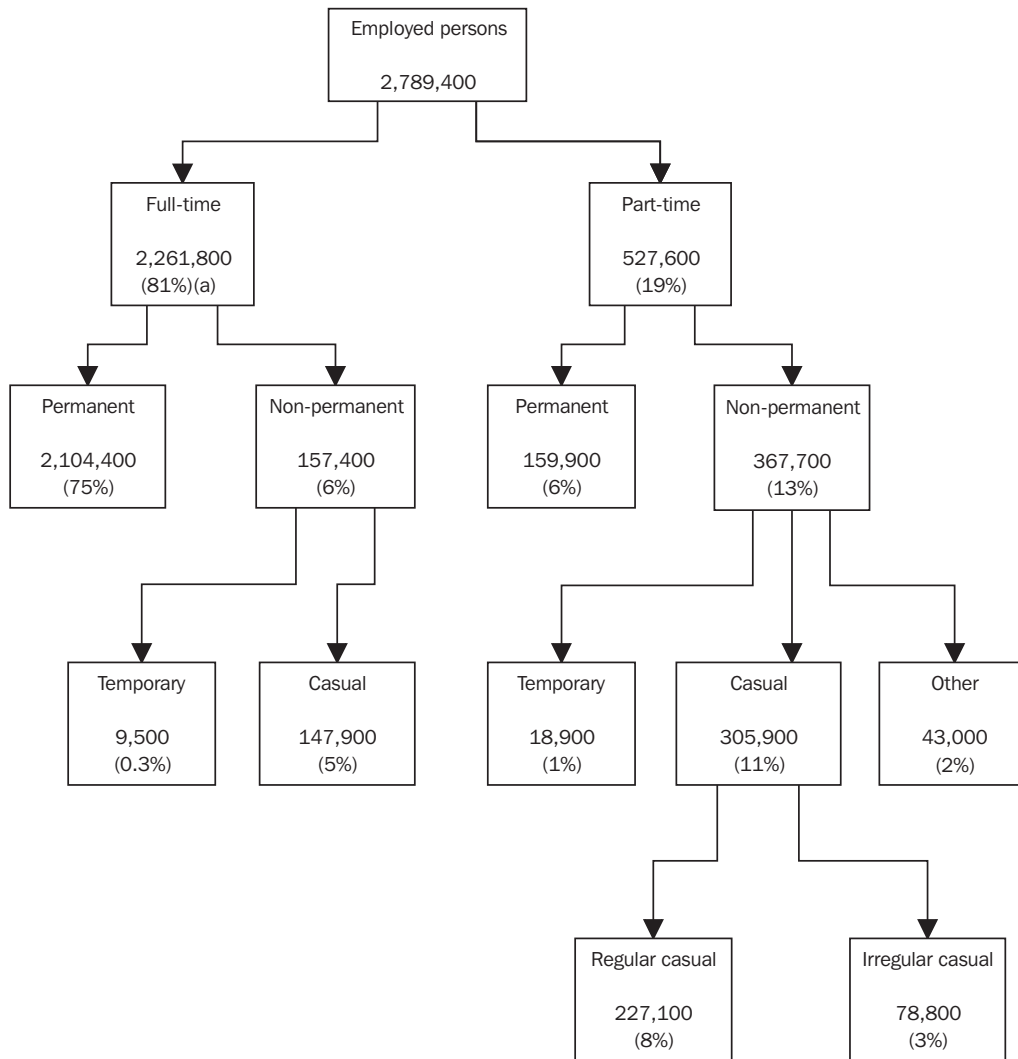 Employed persons
2,789,400
Full-time
2,261,800
(81%)(a)
Part-time
527,600
(19%)
Permanent
2,104,400
(75%)
Non-permanent
157,400
(6%)
Permanent
159,900
(6%)
Non-permanent
367,700
(13%)
Temporary
9,500
(0.3%)
Casual
147,900
(5%)
Temporary
18,900
(1%)
Casual
305,900
(11%)
Other
43,000
(2%)
Regular casual
227,100
(8%)
Irregular casual
78,800
(3%)